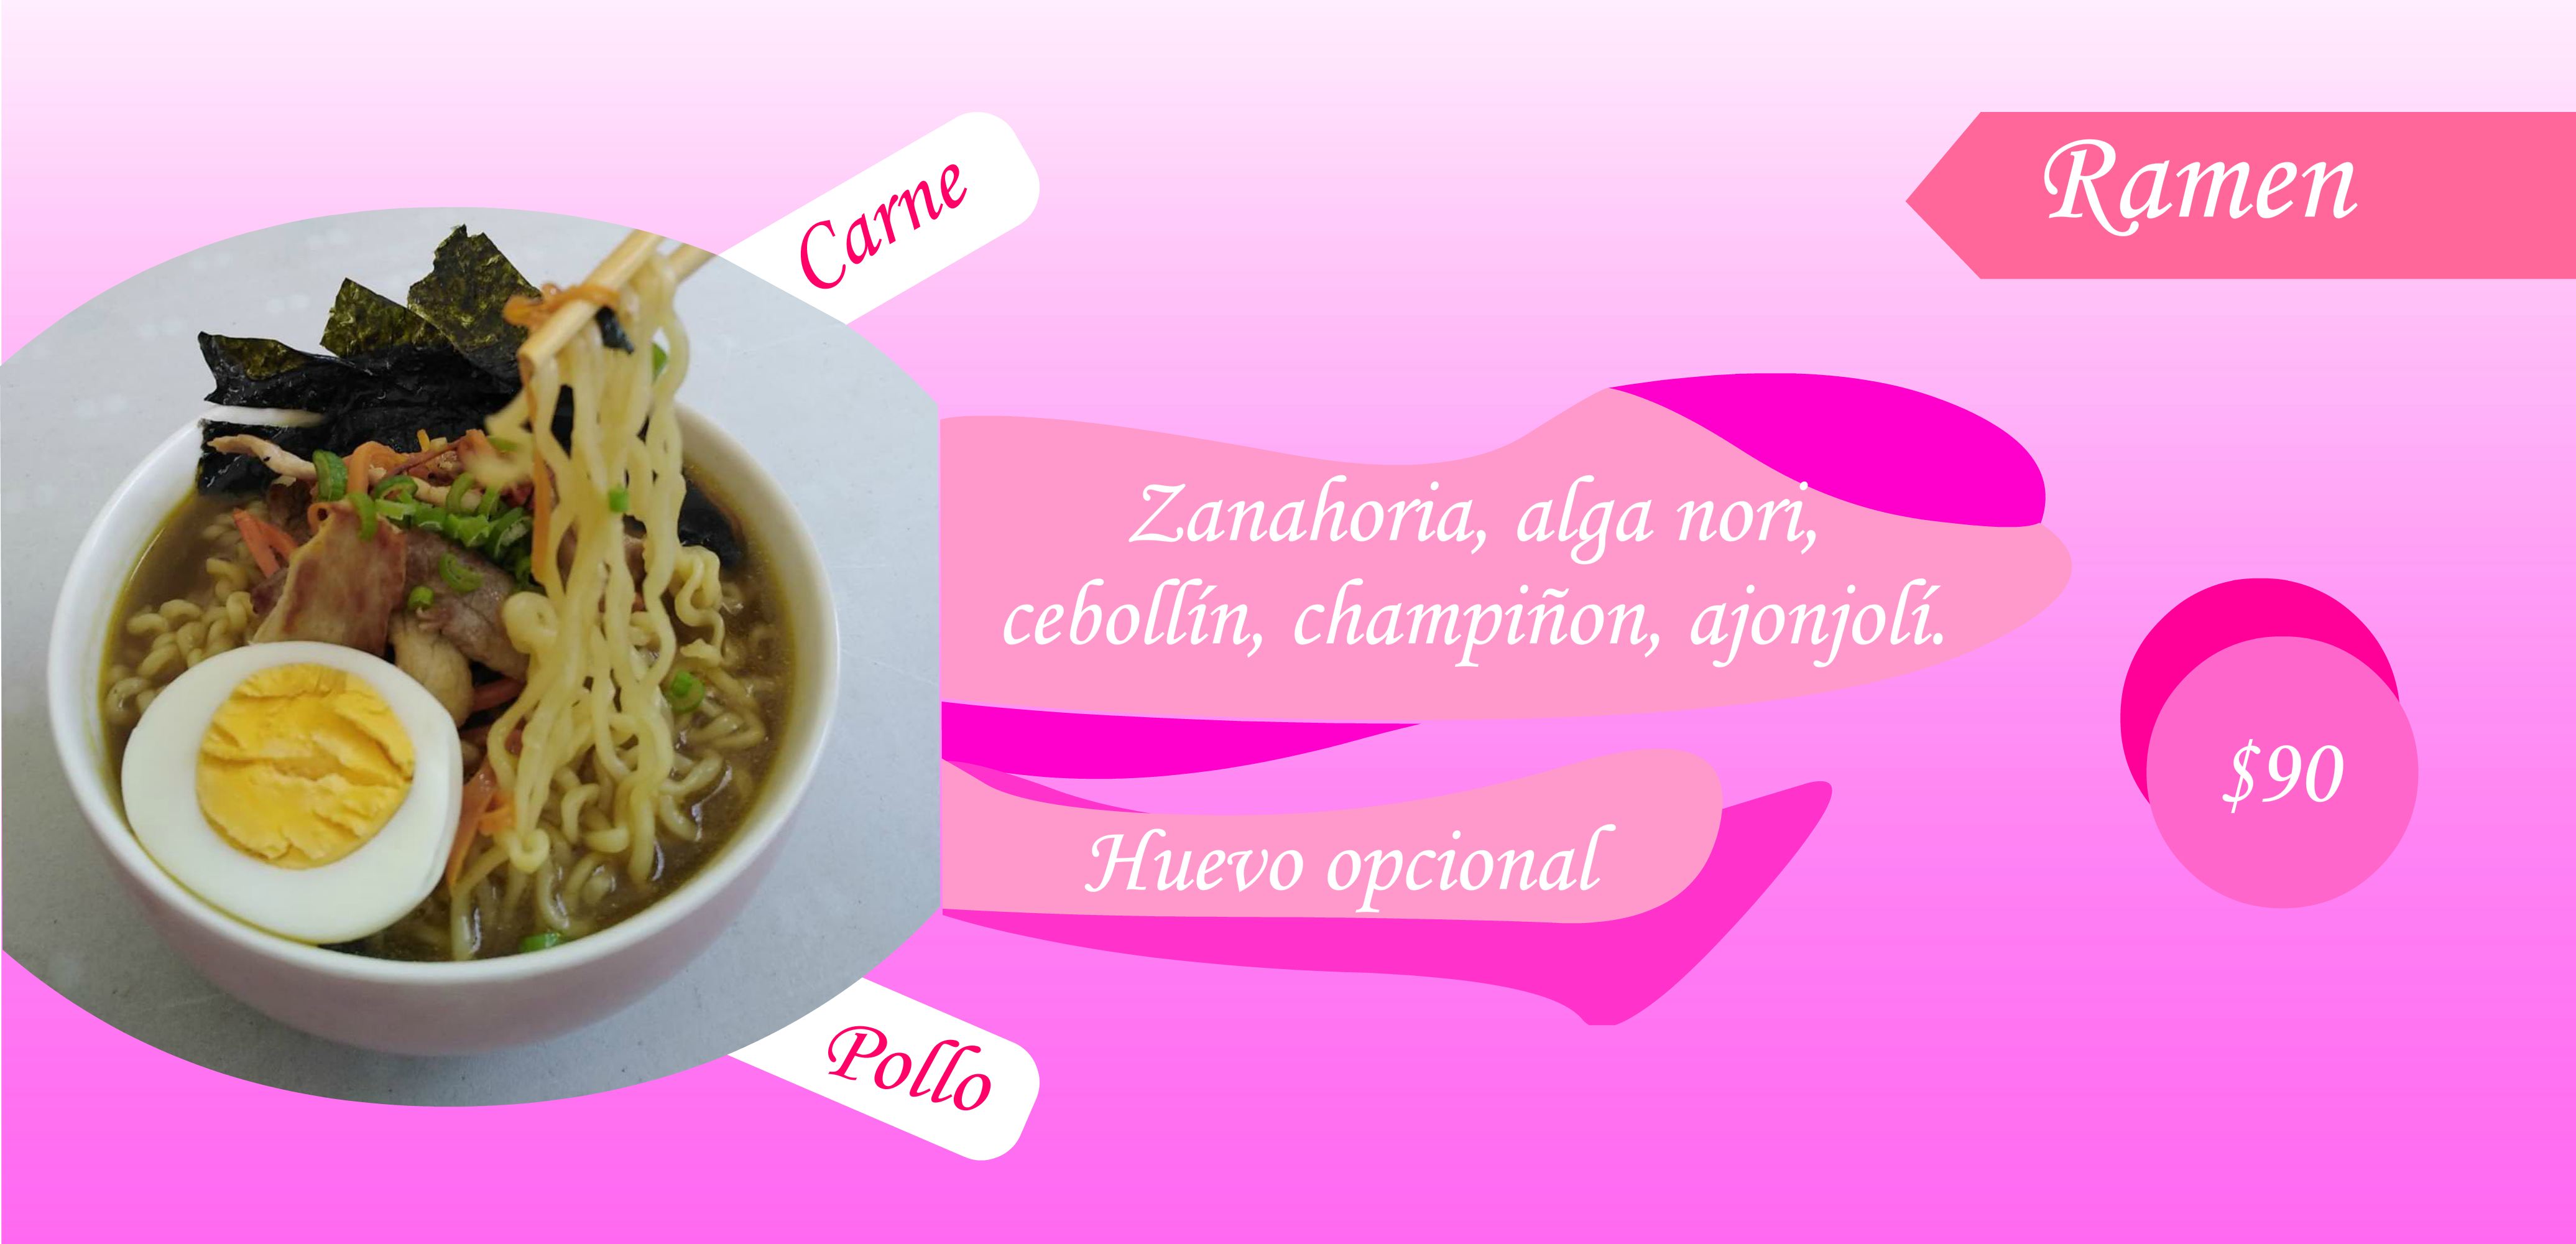 Ramen
Carne
Zanahoria, alga nori,
cebollín, champiñon, ajonjolí.
$90
Huevo opcional
Pollo